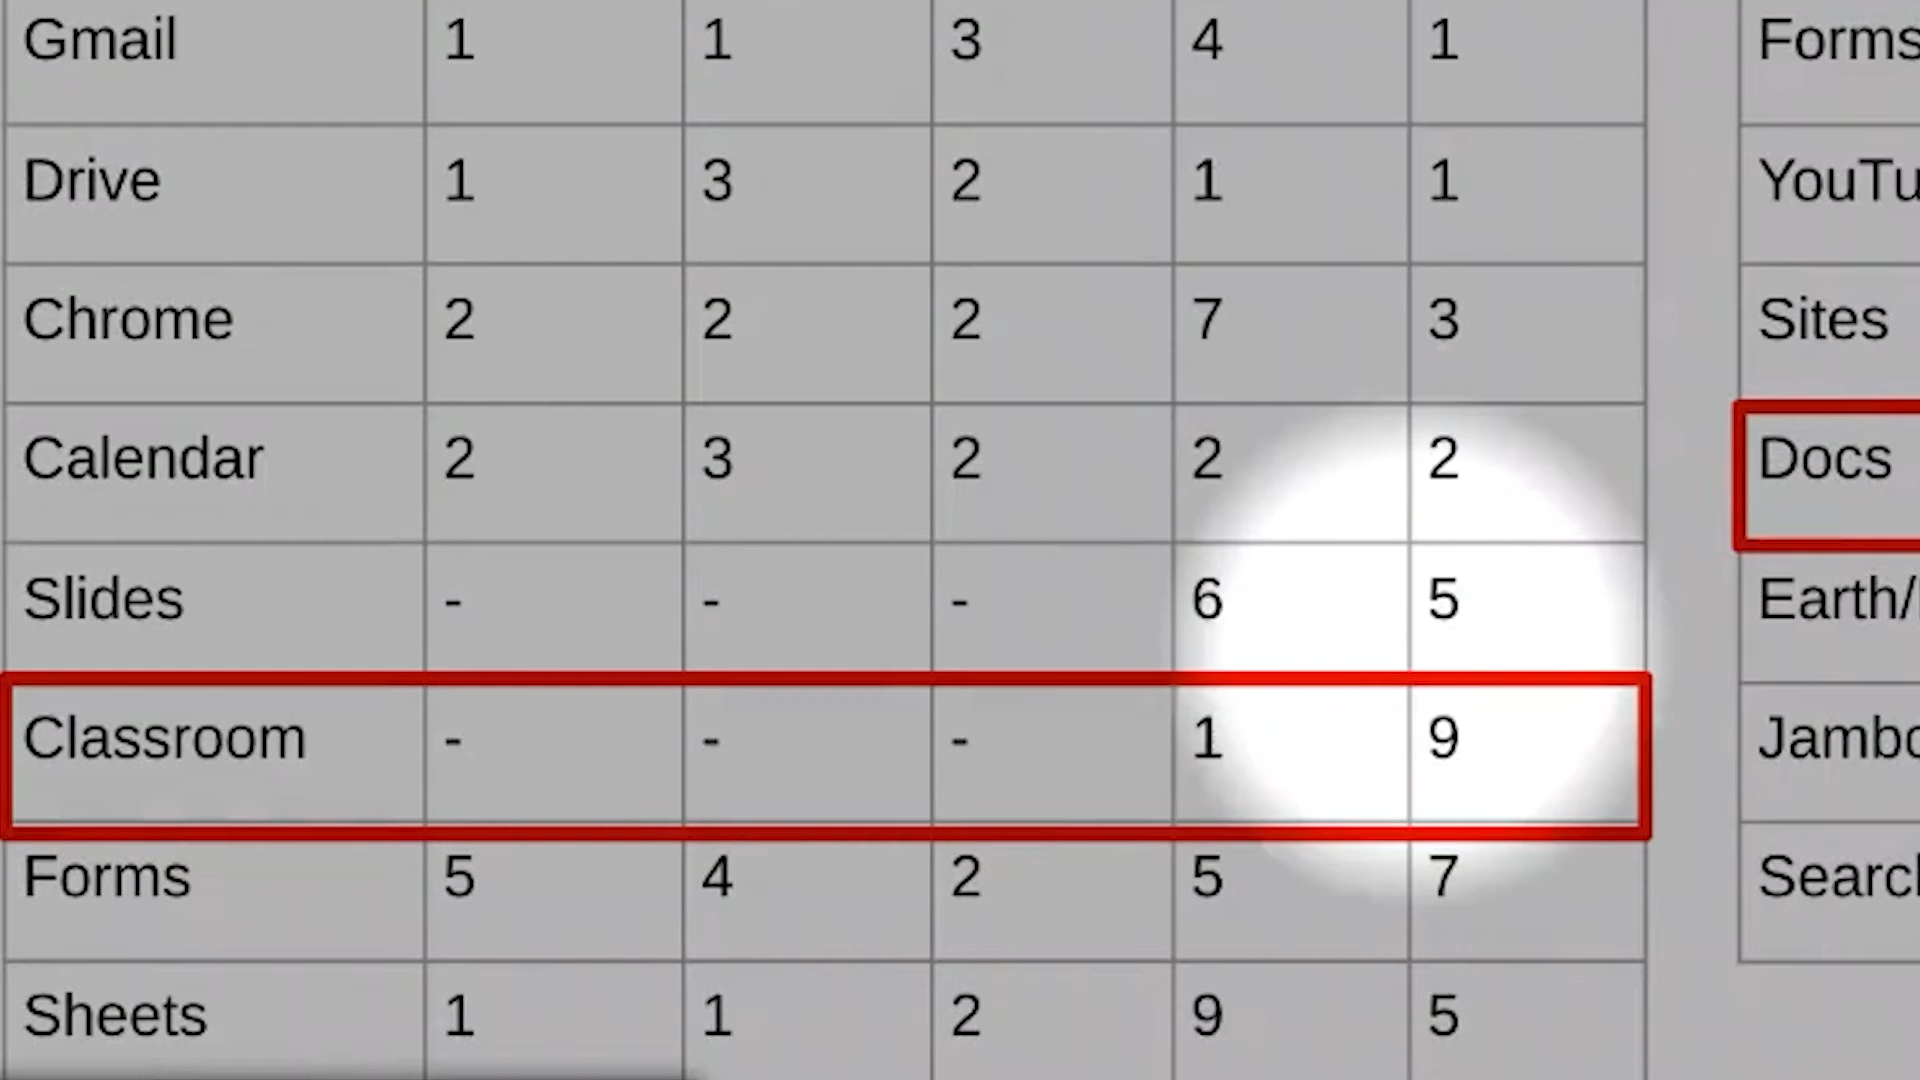 Gmail 1 1 3 4 1 Forms
Drive 1 3 2 1 1
Chrome 2 2 2 7 3 Sites
Calendar 2 3 2 2 2 Docs
Slides - - - 6 5 Earth/
Classroom - - - 1 9
Forms 5 4 2 5 7
Sheets 1 1 2 9 5